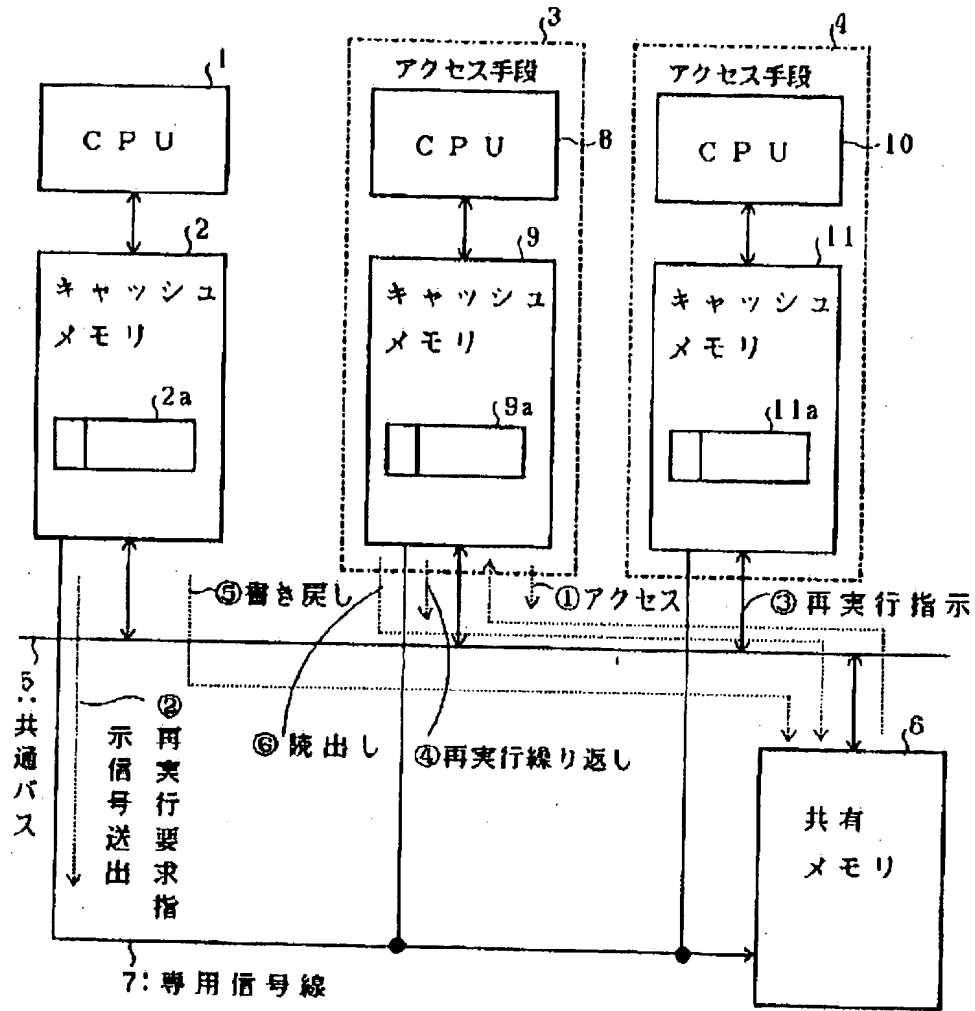 1
CPU
2
キャッシュ
メモリ
2a
3
アクセス手段
CPU
8
9
キャッシュ
メモリ
9a
4
アクセス手段
CPU
10
11
キャッシュ
メモリ
11a
⑤書き戻し
①アクセス
③再実行指示
5:共通バス
②再実行要求指
示信号送出
⑥読出し
④再実行繰り返し
6
共有
メモリ
7:専用信号線